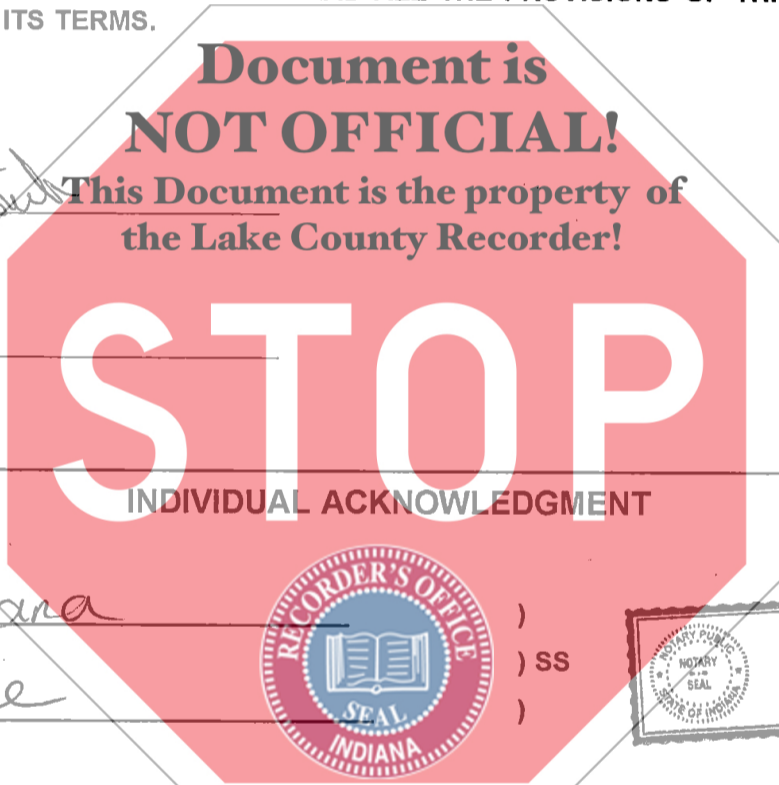 ITS TERMS.
Document is
NOT OFFICIAL!
This Document is the property of
the Lake County Recorder!
STOP
INDIVIDUAL ACKNOWLEDGMENT
)
) SS
)
RECORDER'S OFFICE
SEAL
INDIANA
NOTARY PUBLIC
NOTARY
SEAL
STATE OF INDIANA